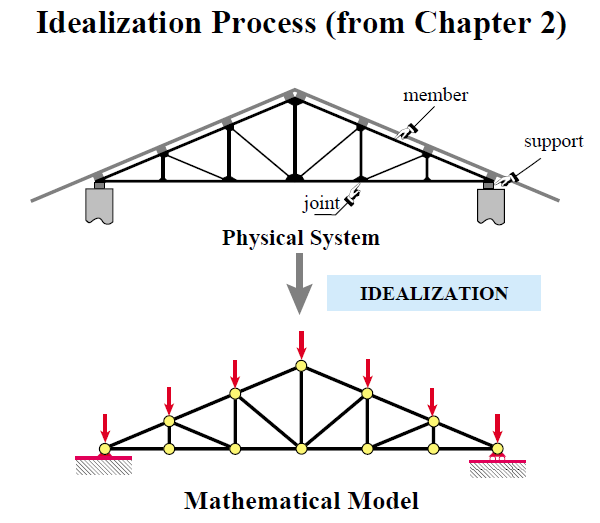 Idealization Process (from Chapter 2)
member
support
joint
Physical System
IDEALIZATION
Mathematical Model